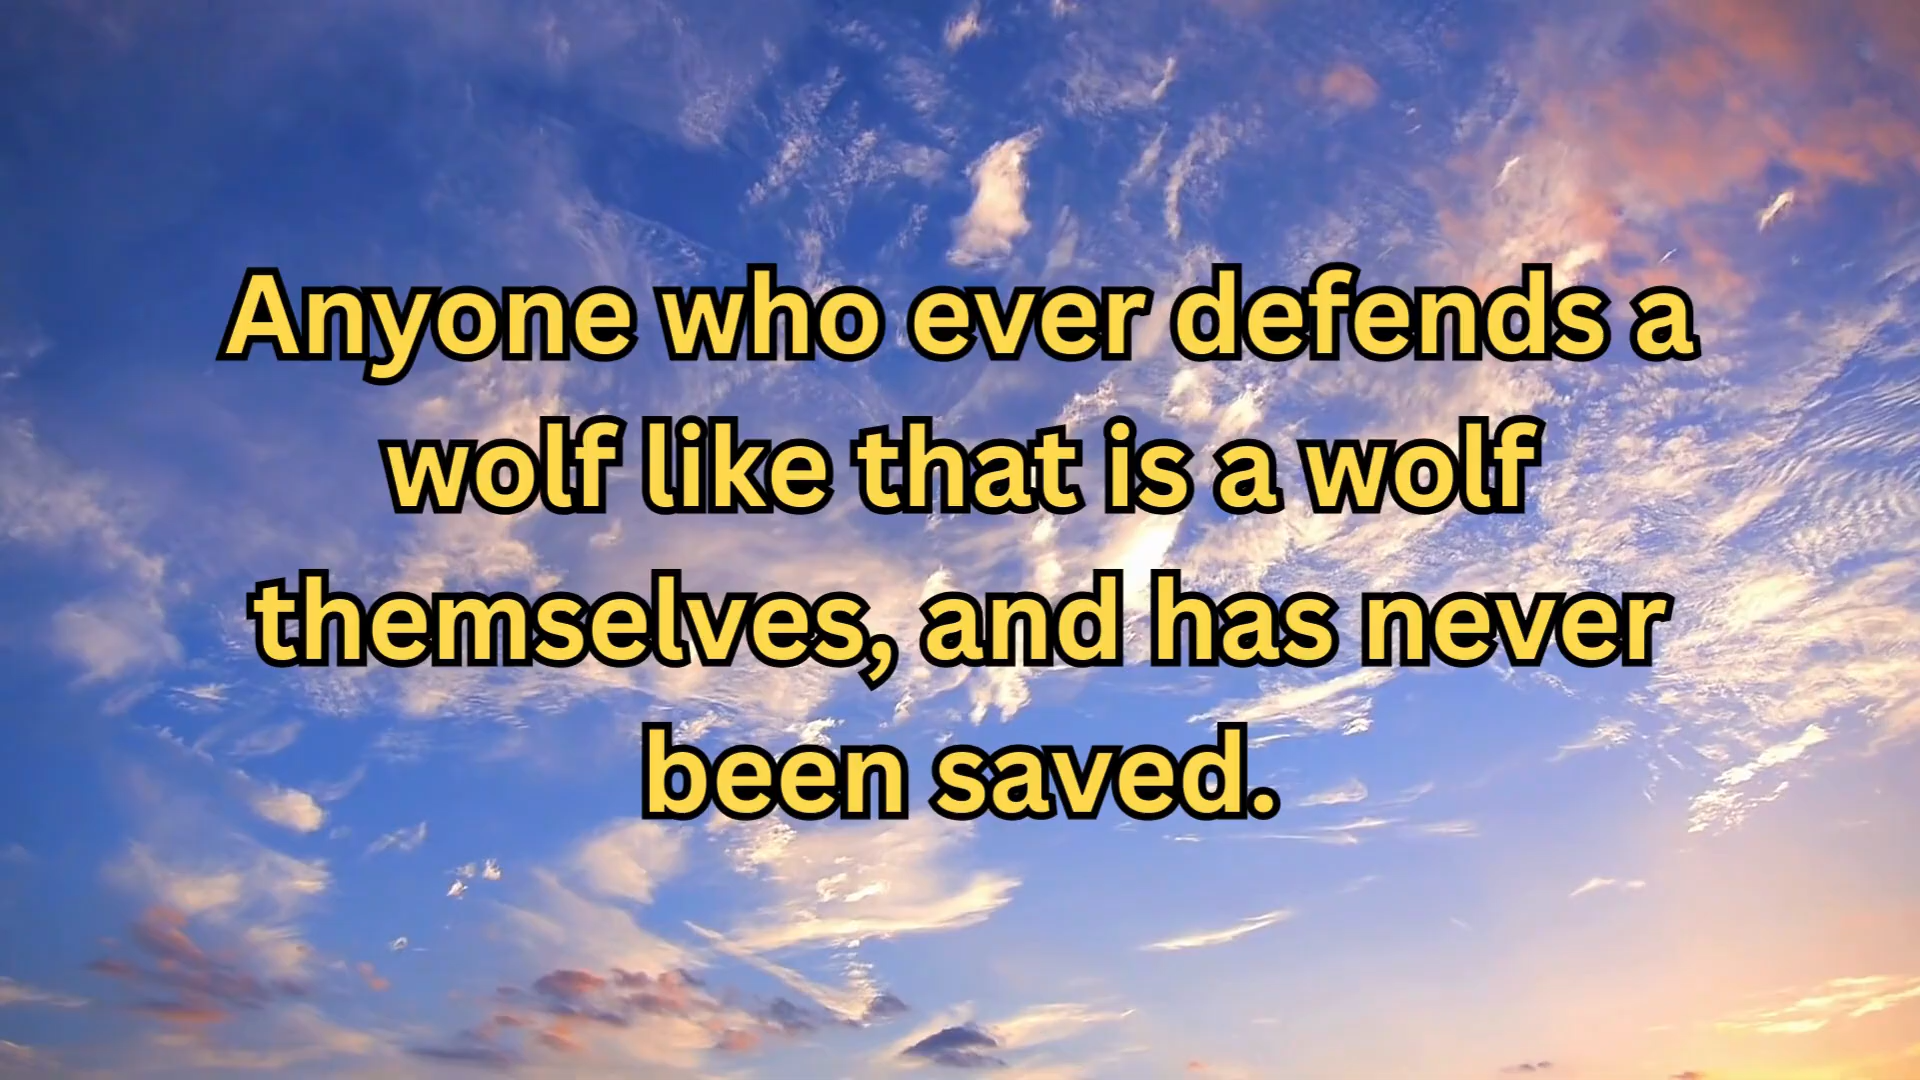 Anyone who ever defends a
wolf like that is a wolf
themselves, and has never
been saved.